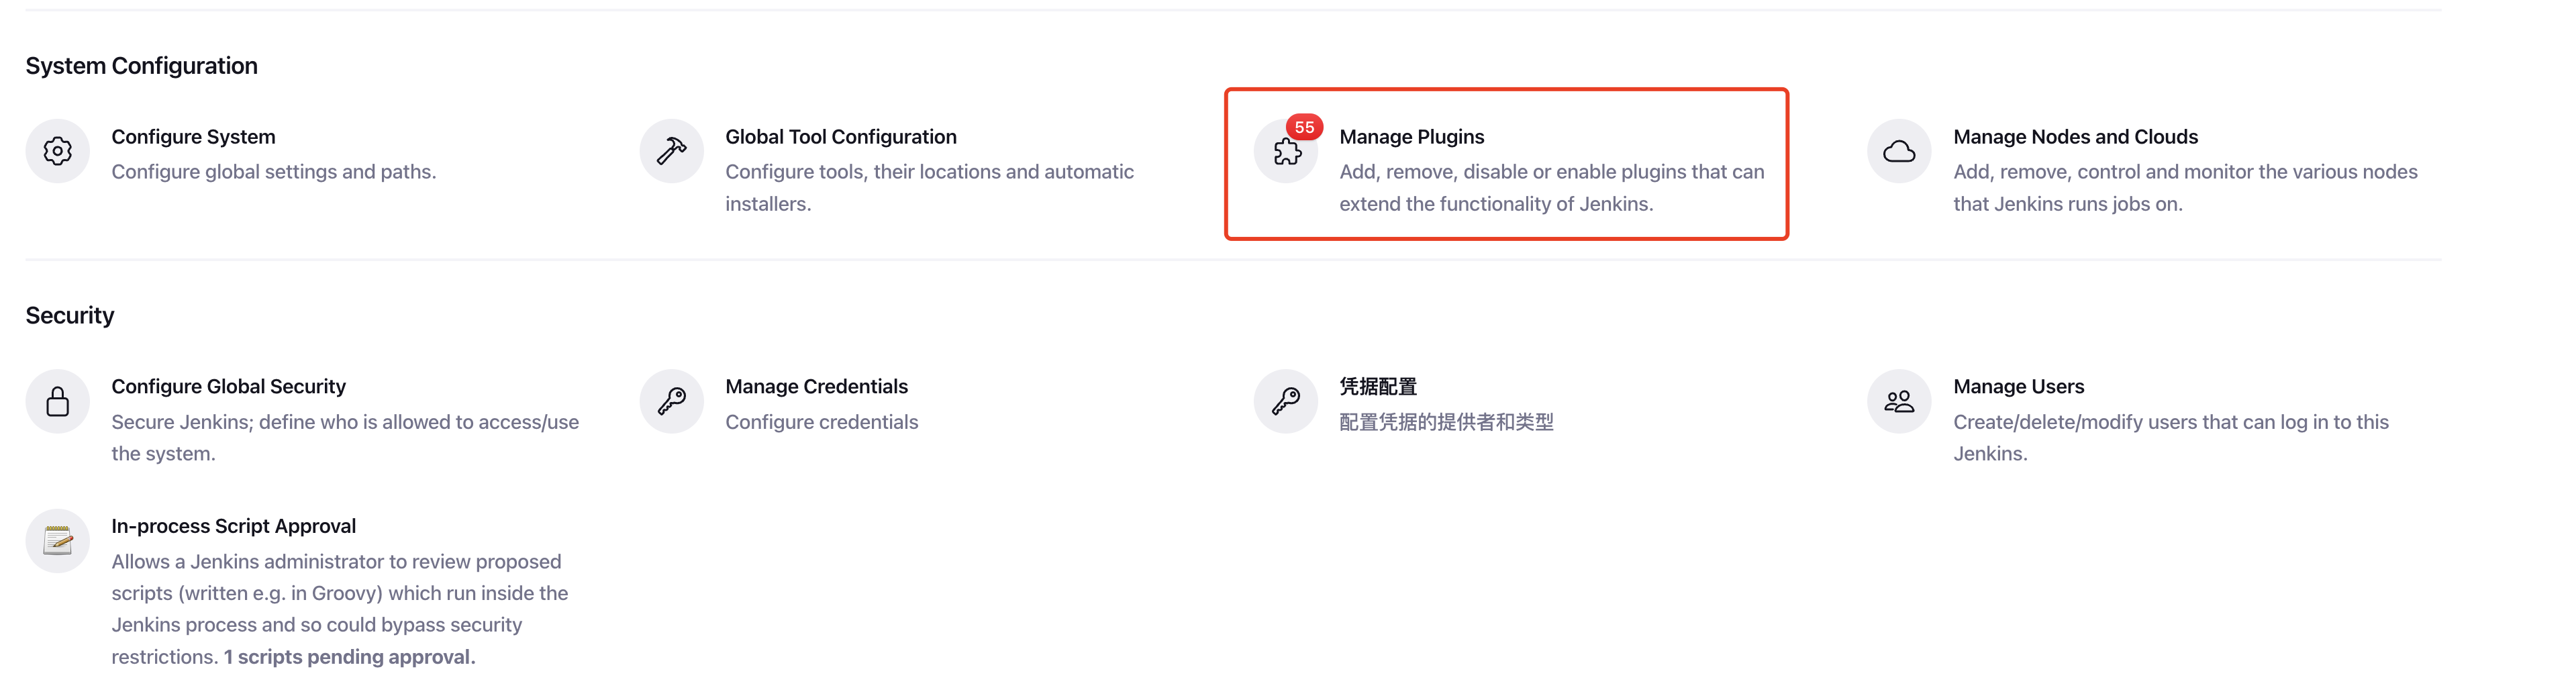 System Configuration
Configure System
Configure global settings and paths.
Global Tool Configuration
Configure tools, their locations and automatic
installers.
55
Manage Plugins
Add, remove, disable or enable plugins that can
extend the functionality of Jenkins.
Manage Nodes and Clouds
Add, remove, control and monitor the various nodes
that Jenkins runs jobs on.
Security
Configure Global Security
Secure Jenkins; define who is allowed to access/use
the system.
Manage Credentials
Configure credentials
凭据配置
配置凭据的提供者和类型
Manage Users
Create/delete/modify users that can log in to this
Jenkins.
In-process Script Approval
Allows a Jenkins administrator to review proposed
scripts (written e.g. in Groovy) which run inside the
Jenkins process and so could bypass security
restrictions. 1 scripts pending approval.